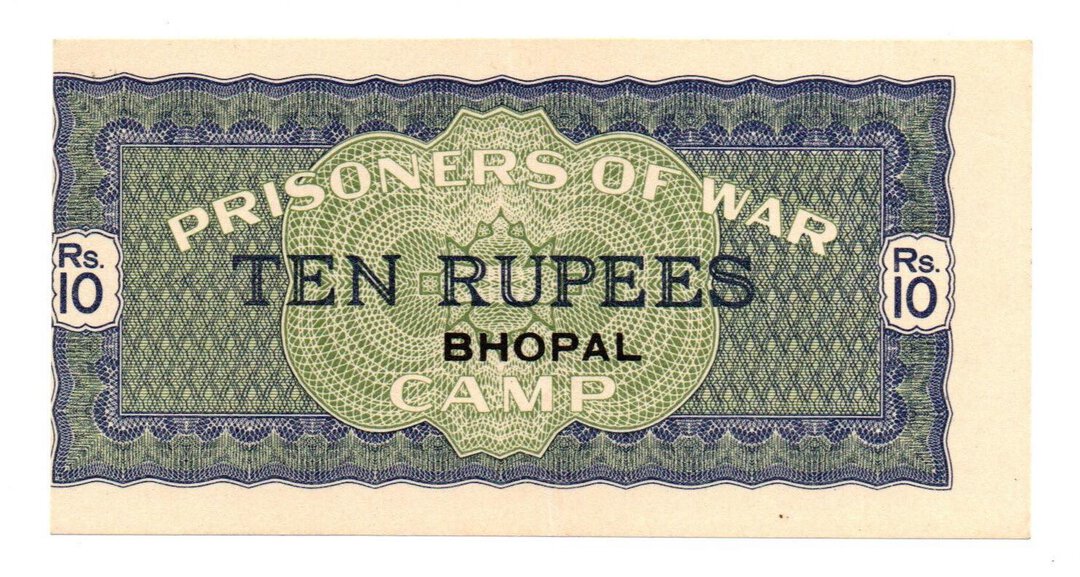 PRISONERS OF WAR
Rs. 10
TEN RUPEES
Rs. 10
BHOPAL
CAMP